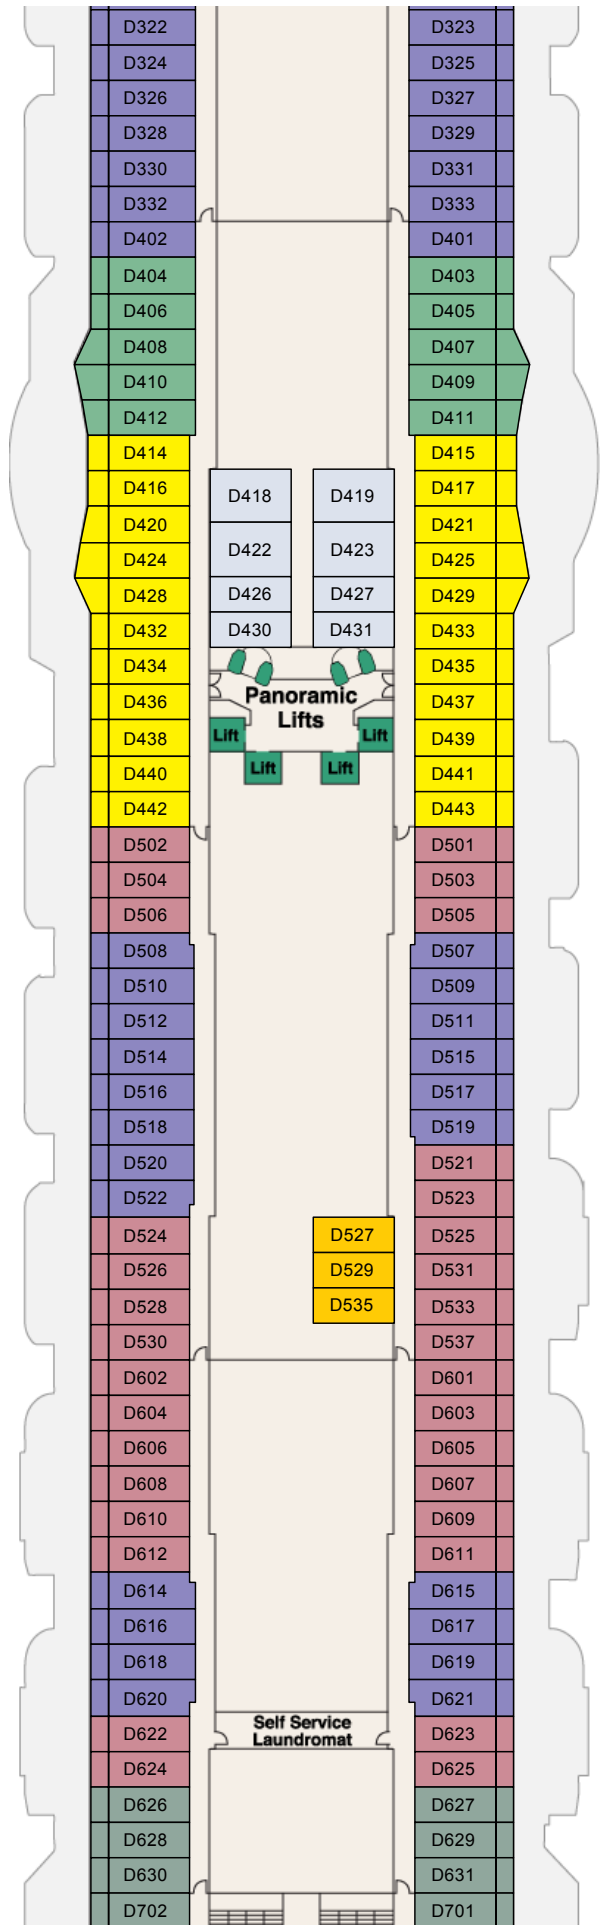 D322 D323
D324 D325
D326 D327
D328 D329
D330 D331
D332 D333
D402 D401
D404 D403
D406 D405
D408 D407
D410 D409
D412 D411
D414 D415
D416 D418 D419 D417
D420 D421
D424 D422 D423 D425
D428 D426 D427 D429
D432 D430 D431 D433
D434 D435
D436 Panoramic D437
Lifts
D438 Lift Lift D439
D440 Lift Lift D441
D442 D443
D502 D501
D504 D503
D506 D505
D508 D507
D510 D509
D512 D511
D514 D515
D516 D517
D518 D519
D520 D521
D522 D523
D524 D527 D525
D526 D529 D531
D528 D535 D533
D530 D537
D602 D601
D604 D603
D606 D605
D608 D607
D610 D609
D612 D611
D614 D615
D616 D617
D618 D619
D620 D621
Self Service
D622 Laundromat D623
D624 D625
D626 D627
D628 D629
D630 D631
D702 D701